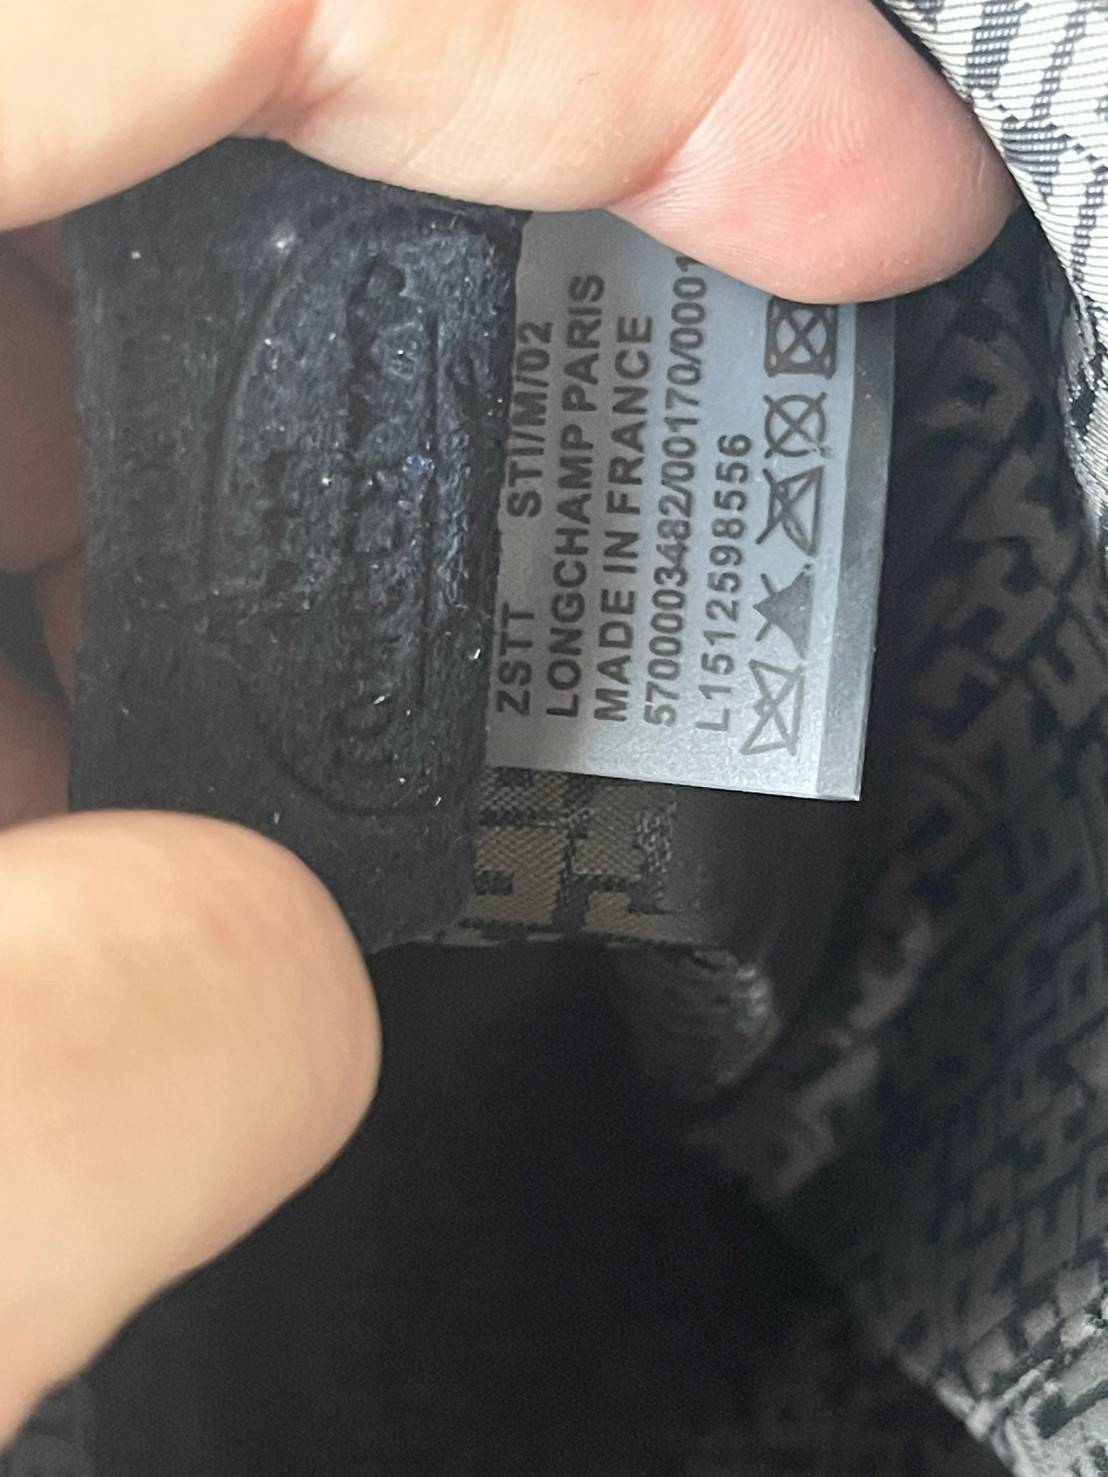 ZSTT STI/M/02
LONGCHAMP PARIS
MADE IN FRANCE
5700003482/00170/0001
L1512598556